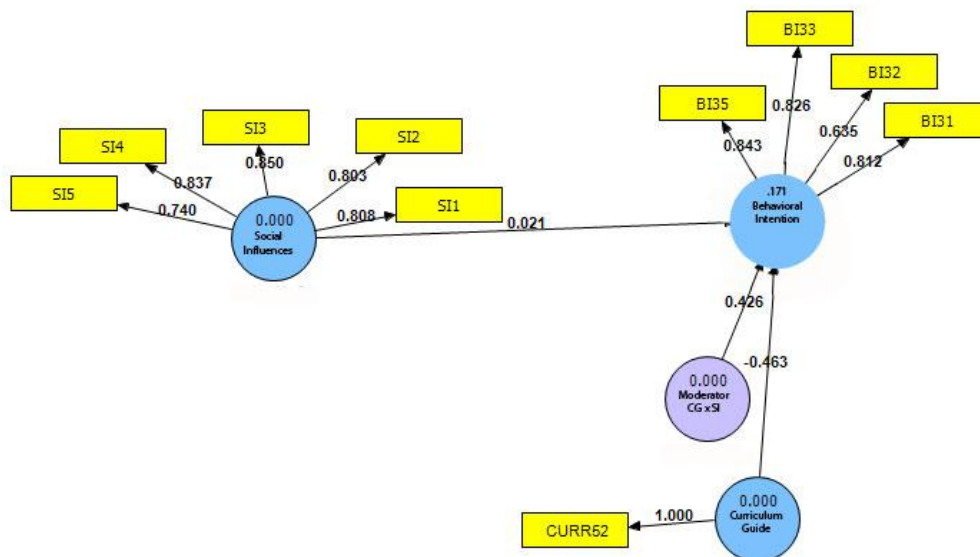 BI33
BI32
BI35
BI31
0.826
0.635
0.843
0.812
SI3
SI2
SI4
SI5
SI1
0.850
0.803
0.837
0.740
0.808
0.000
Social
Influences
0.021
.171
Behavioral
Intention
0.426
-0.463
0.000
Moderator
CG x SI
0.000
Curriculum
Guide
1.000
CURR52